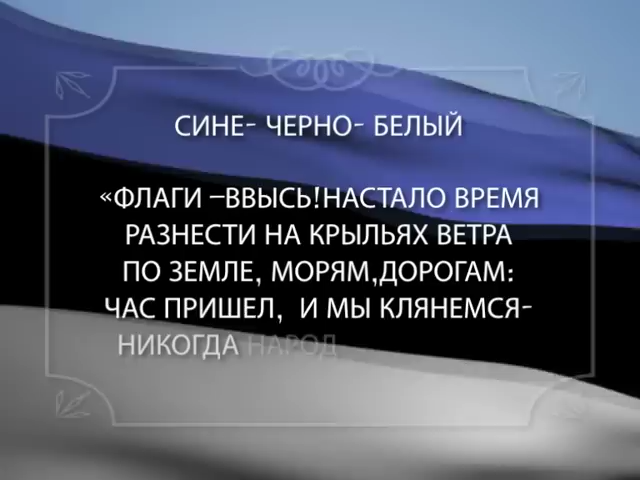 СИНЕ- ЧЕРНО- БЕЛЫЙ
«ФЛАГИ –ВВЫСЬ!НАСТАЛО ВРЕМЯ
РАЗНЕСТИ НА КРЫЛЬЯХ ВЕТРА
ПО ЗЕМЛЕ, МОРЯМ,ДОРОГАМ:
ЧАС ПРИШЕЛ, И МЫ КЛЯНЕМСЯ-
НИКОГДА НАРОД